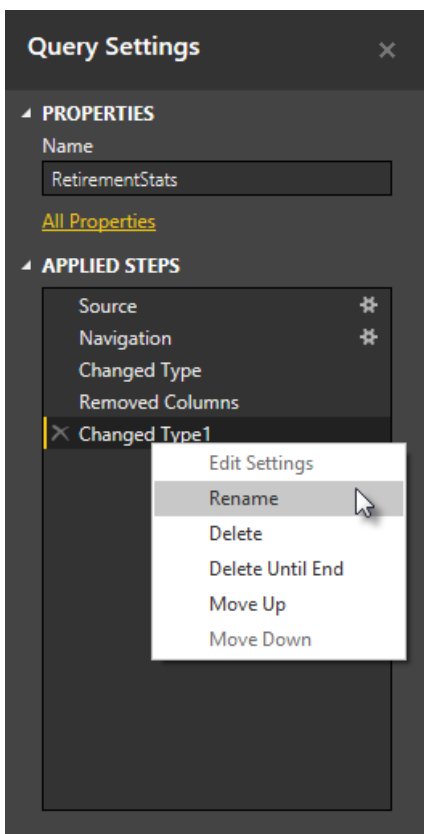 Query Settings
PROPERTIES
Name
RetirementStats
All Properties
APPLIED STEPS
Source
Navigation
Changed Type
Removed Columns
Changed Type1
Edit Settings
Rename
Delete
Delete Until End
Move Up
Move Down